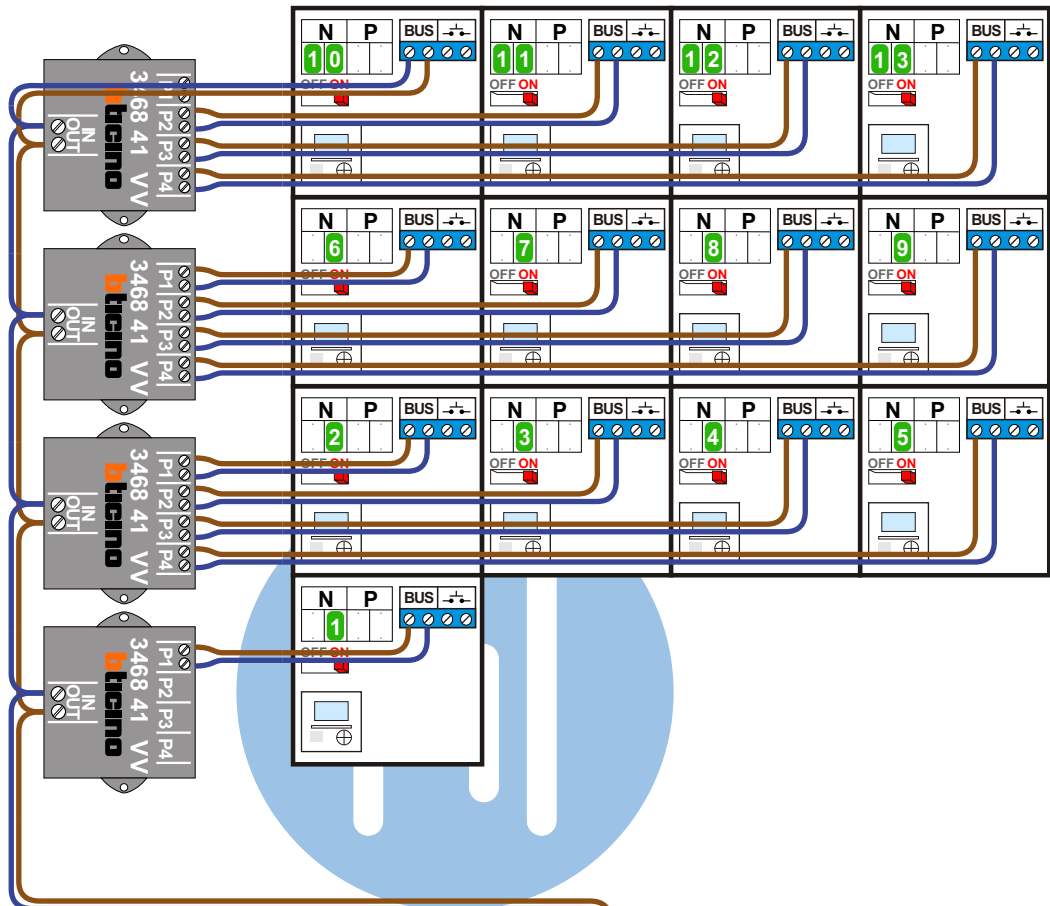 3468 41 VV
bticino
IN
OUT
P1
P2
P3
P4
N P BUS
10
OFF ON
N P BUS
11
OFF ON
N P BUS
12
OFF ON
N P BUS
13
OFF ON
3468 41 VV
bticino
IN
OUT
P1
P2
P3
P4
N P BUS
6
OFF ON
N P BUS
7
OFF ON
N P BUS
8
OFF ON
N P BUS
9
OFF ON
3468 41 VV
bticino
IN
OUT
P1
P2
P3
P4
N P BUS
2
OFF ON
N P BUS
3
OFF ON
N P BUS
4
OFF ON
N P BUS
5
OFF ON
3468 41 VV
bticino
IN
OUT
P1
P2
P3
P4
N P BUS
1
OFF ON